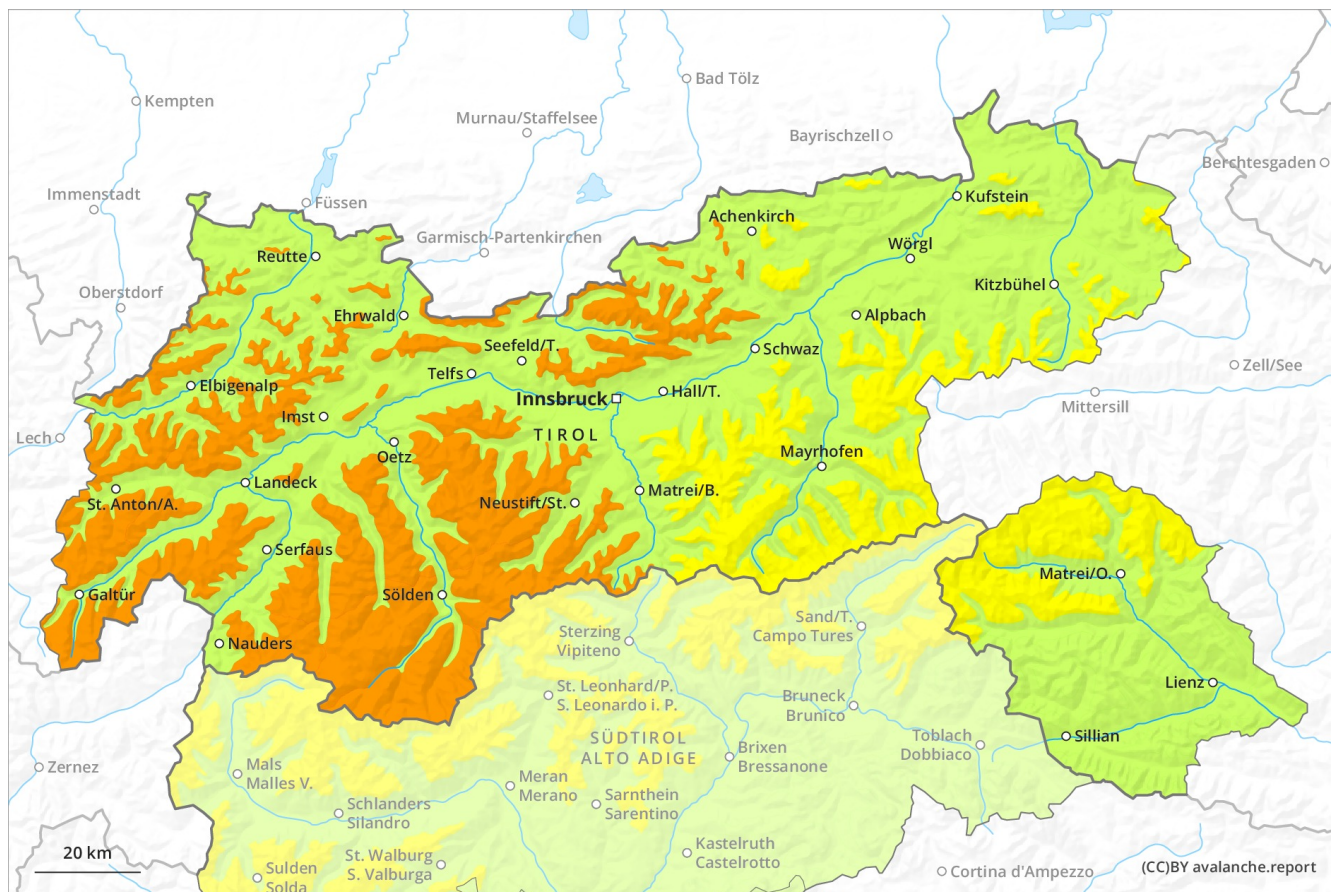 Bad Tölz
Kempten
Murnau/Staffelsee
Bayrischzell
Berchtesgaden
Immenstadt
Füssen
Kufstein
Achenkirch
Garmisch-Partenkirchen
Wörgl
Reutte
Kitzbühel
Oberstdorf
Ehrwald
Alpbach
Seefeld/T.
Schwaz
Zell/See
Telfs
Elbigenalp
Hall/T.
Innsbruck
Mittersill
Imst
Lech
TIROL
Mayrhofen
Oetz
Landeck
Matrei/B.
St. Anton/A.
Neustift/St.
Serfaus
Matrei/O.
Galtür
Sölden
Sand/T.
Campo Tures
Sterzing
Vipiteno
Nauders
Lienz
St. Leonhard/P.
S. Leonardo i. P.
Bruneck
Brunico
Sillian
SÜDTIROL
ALTO ADIGE
Toblach
Dobbiaco
Brixen
Bressanone
Zernez
Mals
Malles V.
Meran
Merano
Sarnthein
Sarentino
Schlanders
Silandro
Kastelruth
Castelrotto
20 km
St. Walburg
S. Valburga
Sulden
Solda
Cortina d'Ampezzo
(CC)BY avalanche.report